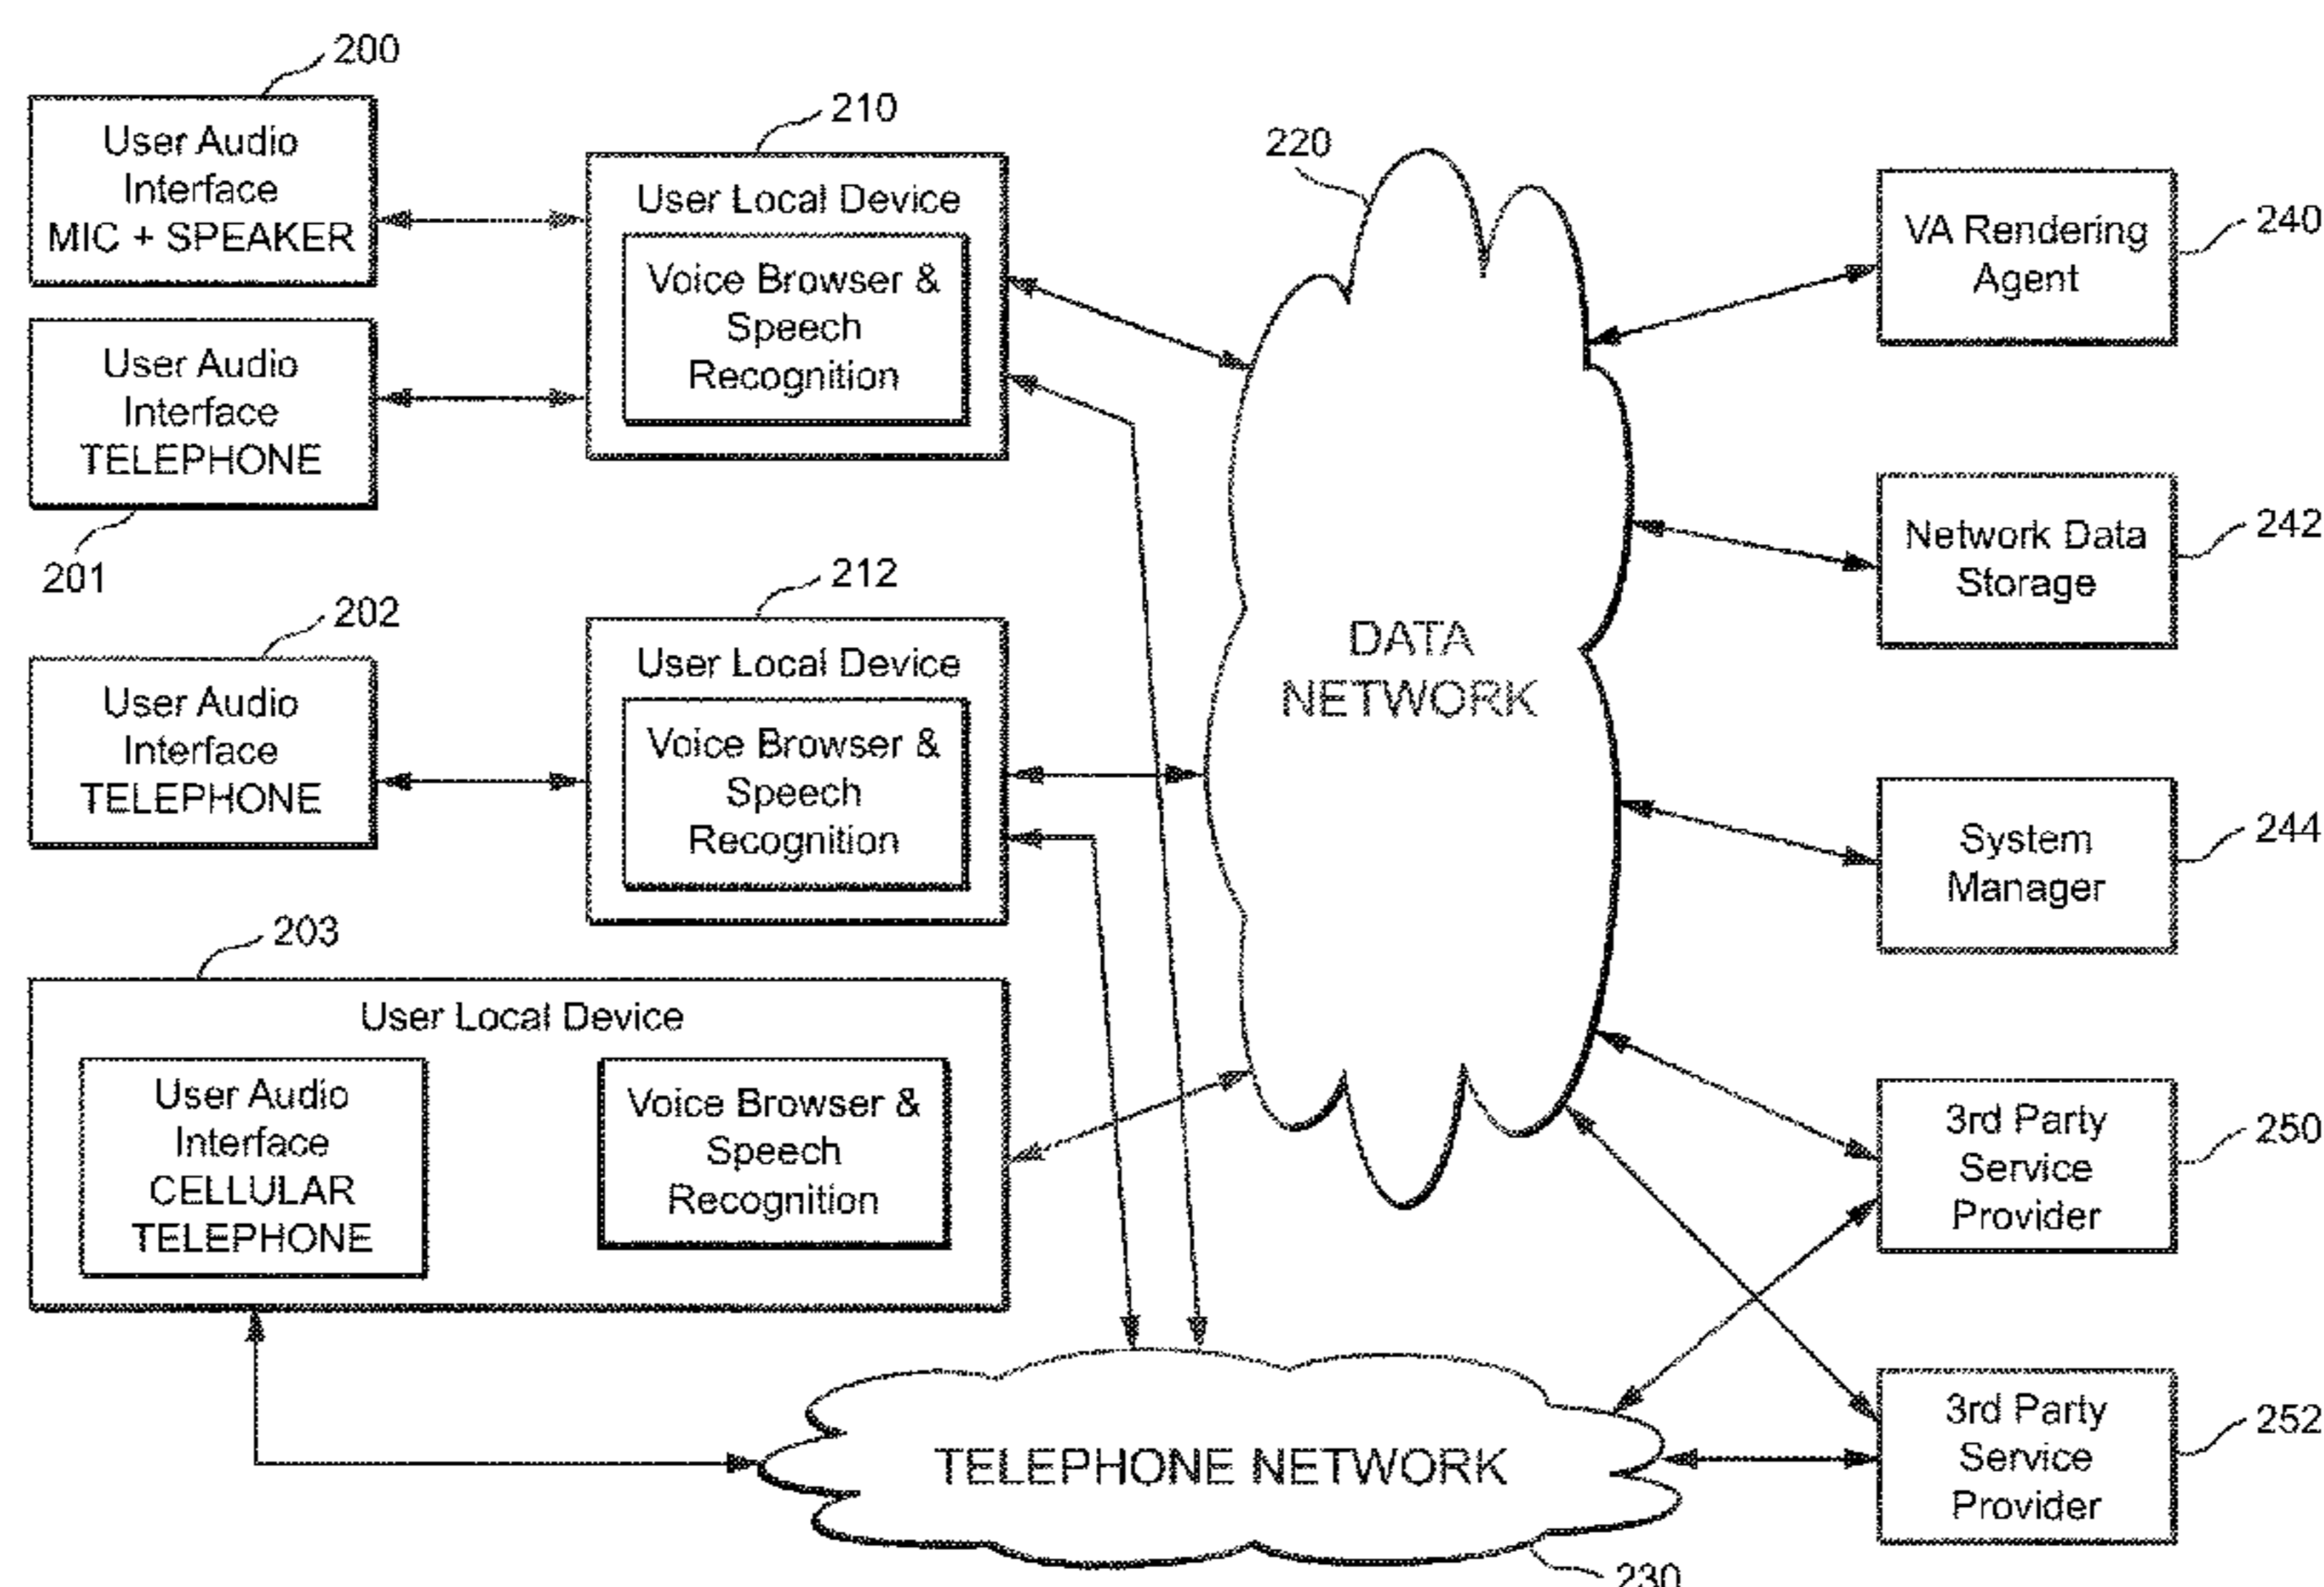 200
User Audio
Interface
MIC + SPEAKER
User Audio
Interface
TELEPHONE
201
210
User Local Device
Voice Browser &
Speech
Recognition
202
User Audio
Interface
TELEPHONE
212
User Local Device
Voice Browser &
Speech
Recognition
203
User Local Device
User Audio
Interface
CELLULAR
TELEPHONE
Voice Browser &
Speech
Recognition
220
DATA
NETWORK
TELEPHONE NETWORK
230
VA Rendering
Agent
240
Network Data
Storage
242
System
Manager
244
3rd Party
Service
Provider
250
3rd Party
Service
Provider
252